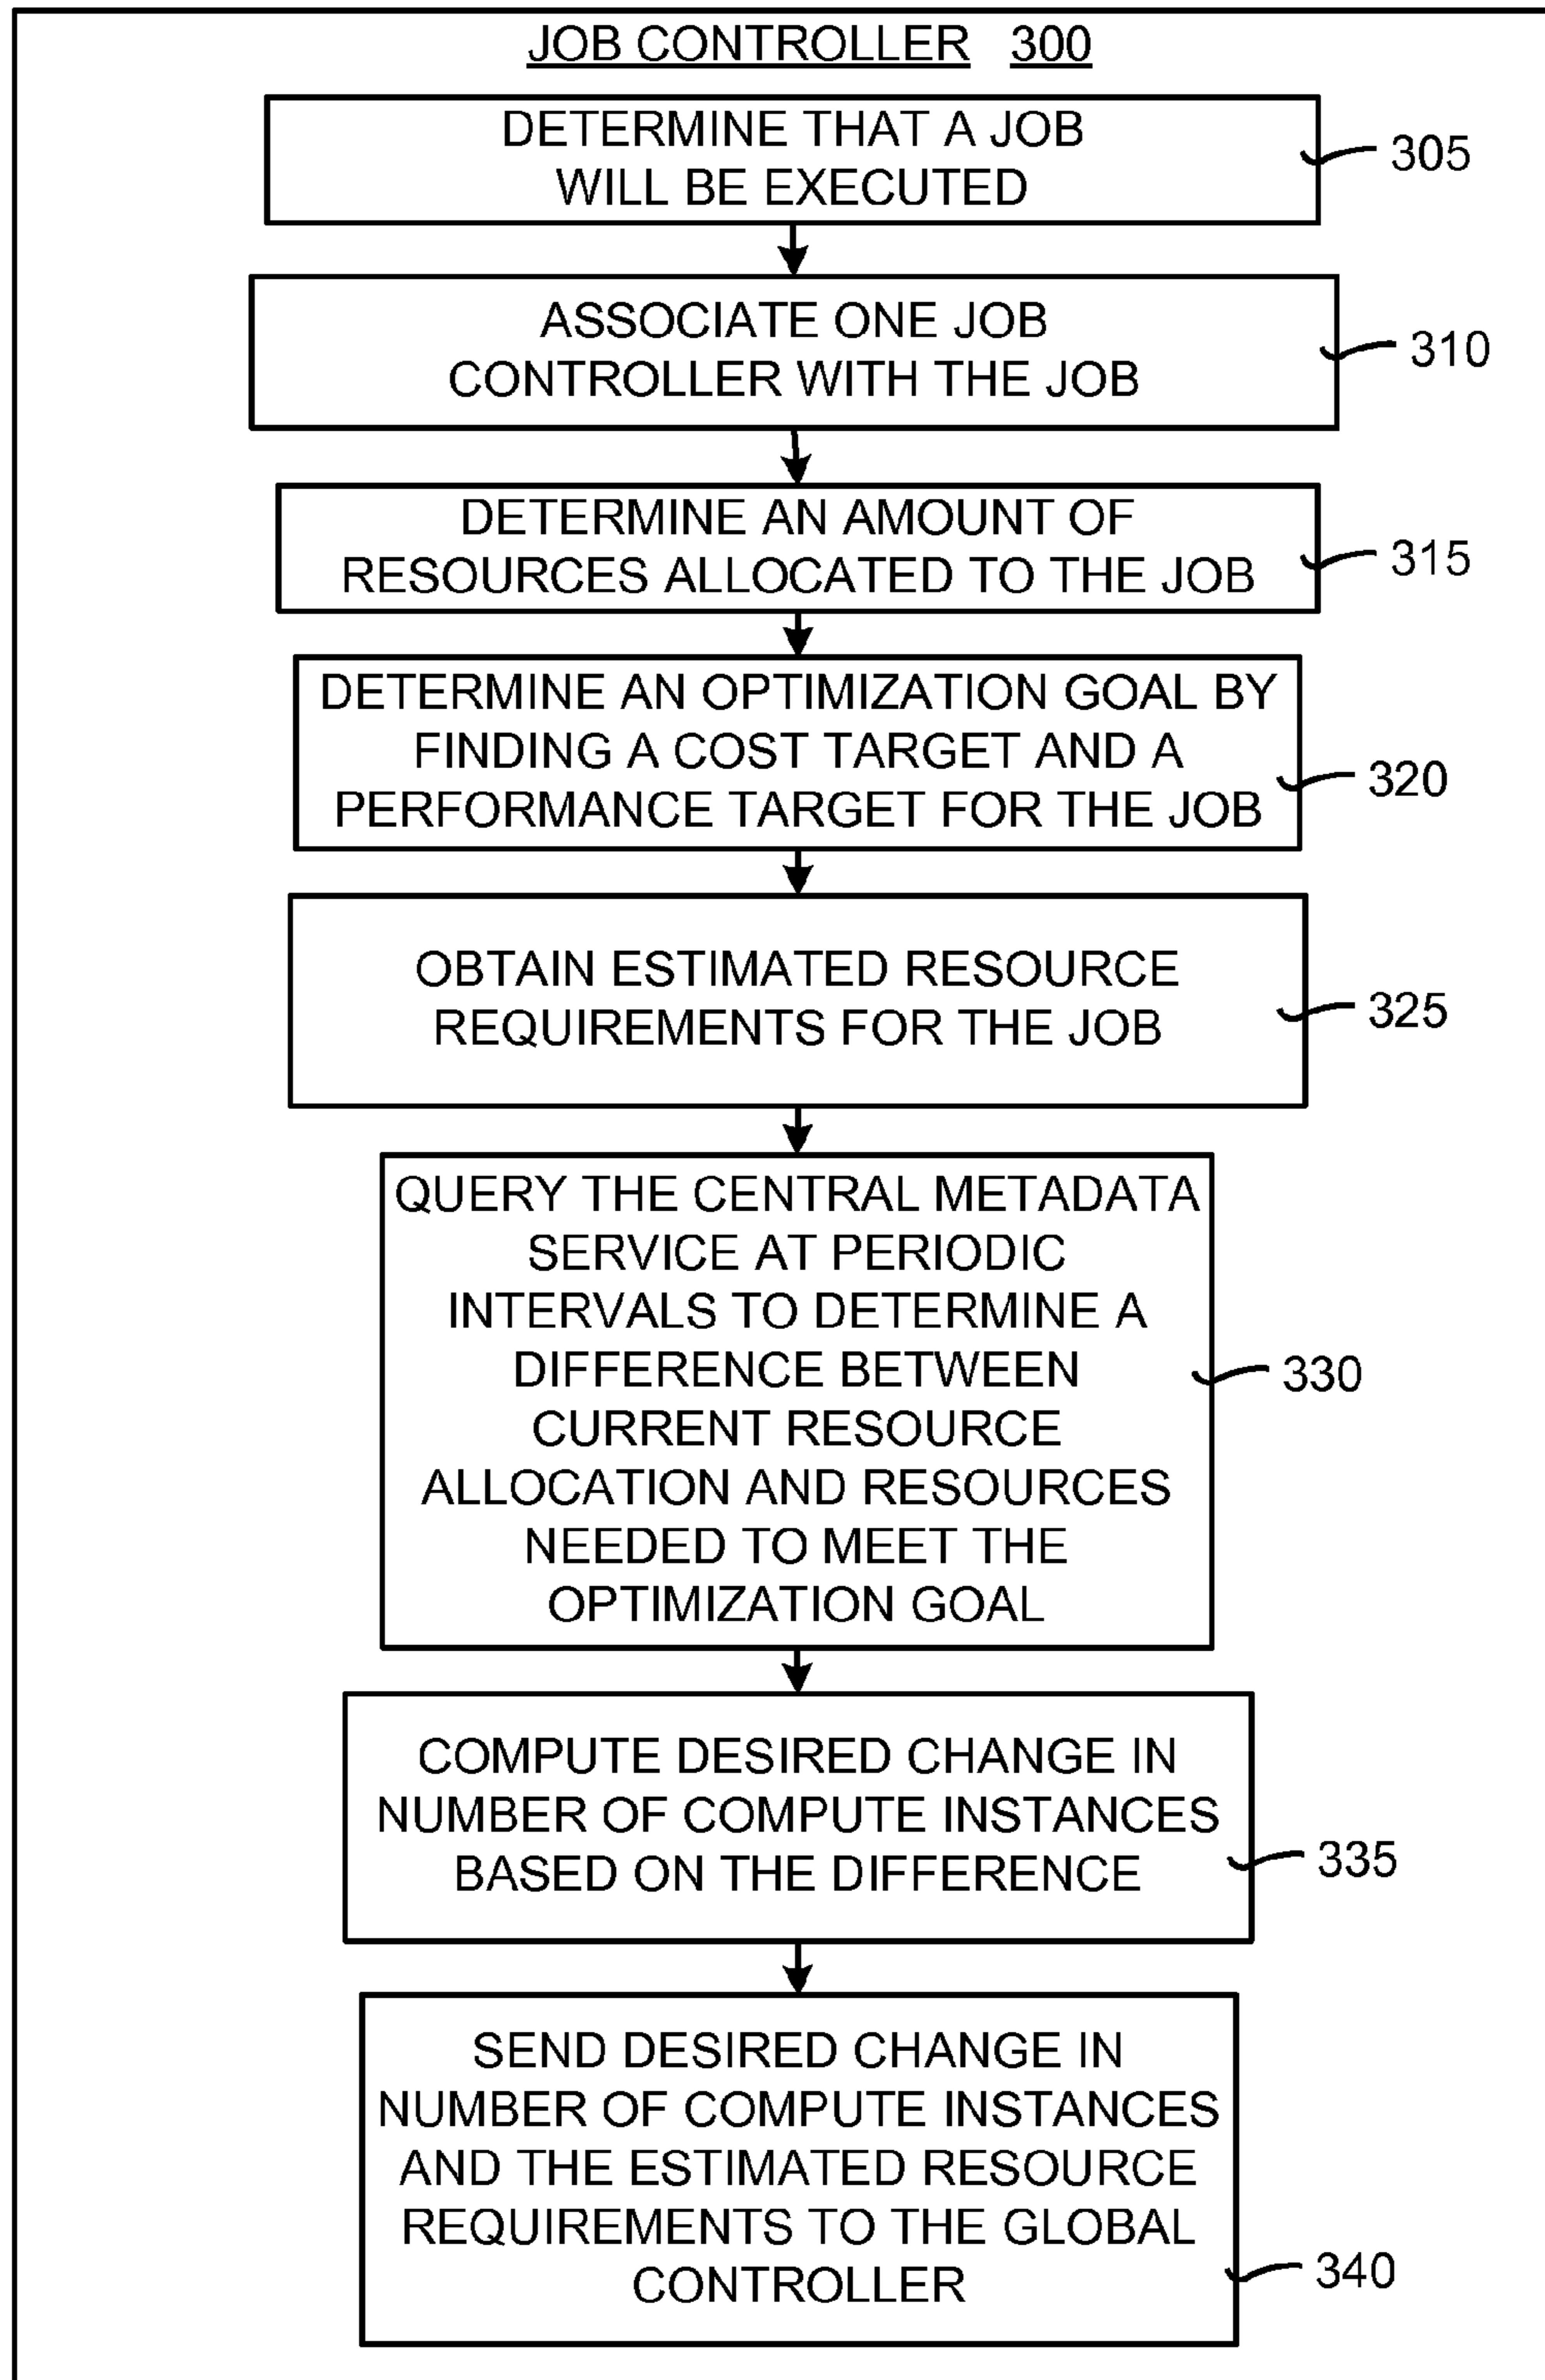 JOB CONTROLLER 300
DETERMINE THAT A JOB
WILL BE EXECUTED
305
ASSOCIATE ONE JOB
CONTROLLER WITH THE JOB
310
DETERMINE AN AMOUNT OF
RESOURCES ALLOCATED TO THE JOB
315
DETERMINE AN OPTIMIZATION GOAL BY
FINDING A COST TARGET AND A
PERFORMANCE TARGET FOR THE JOB
320
OBTAIN ESTIMATED RESOURCE
REQUIREMENTS FOR THE JOB
325
QUERY THE CENTRAL METADATA
SERVICE AT PERIODIC
INTERVALS TO DETERMINE A
DIFFERENCE BETWEEN
CURRENT RESOURCE
ALLOCATION AND RESOURCES
NEEDED TO MEET THE
OPTIMIZATION GOAL
330
COMPUTE DESIRED CHANGE IN
NUMBER OF COMPUTE INSTANCES
BASED ON THE DIFFERENCE
335
SEND DESIRED CHANGE IN
NUMBER OF COMPUTE INSTANCES
AND THE ESTIMATED RESOURCE
REQUIREMENTS TO THE GLOBAL
CONTROLLER
340